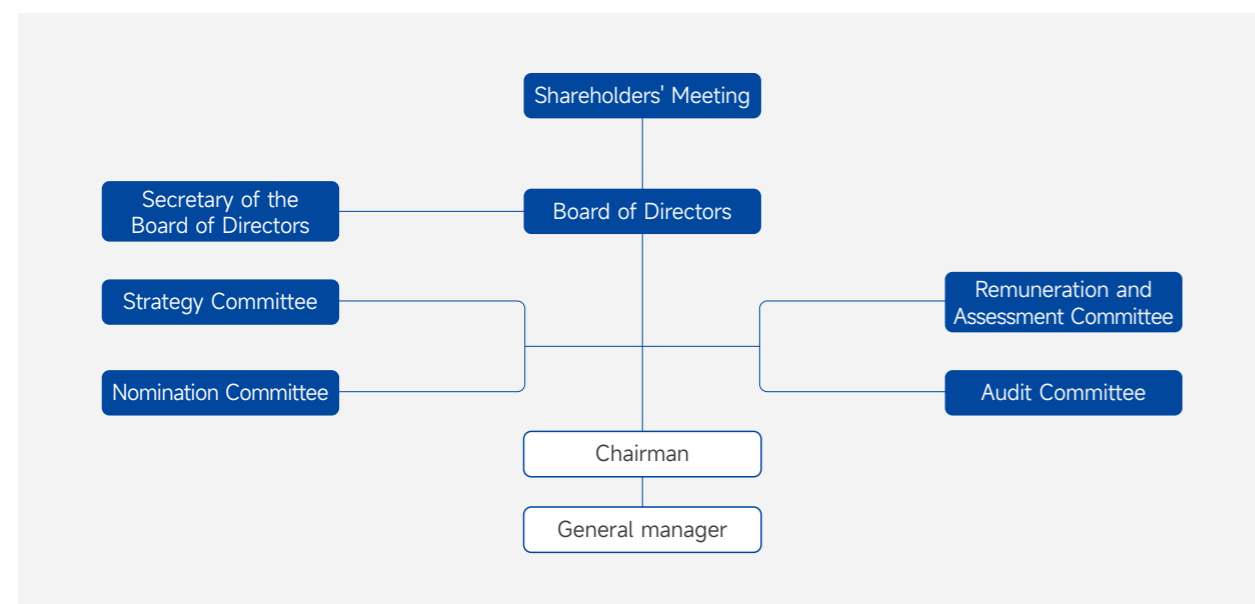 Shareholders' Meeting
Secretary of the
Board of Directors
Board of Directors
Strategy Committee
Remuneration and
Assessment Committee
Nomination Committee
Audit Committee
Chairman
General manager